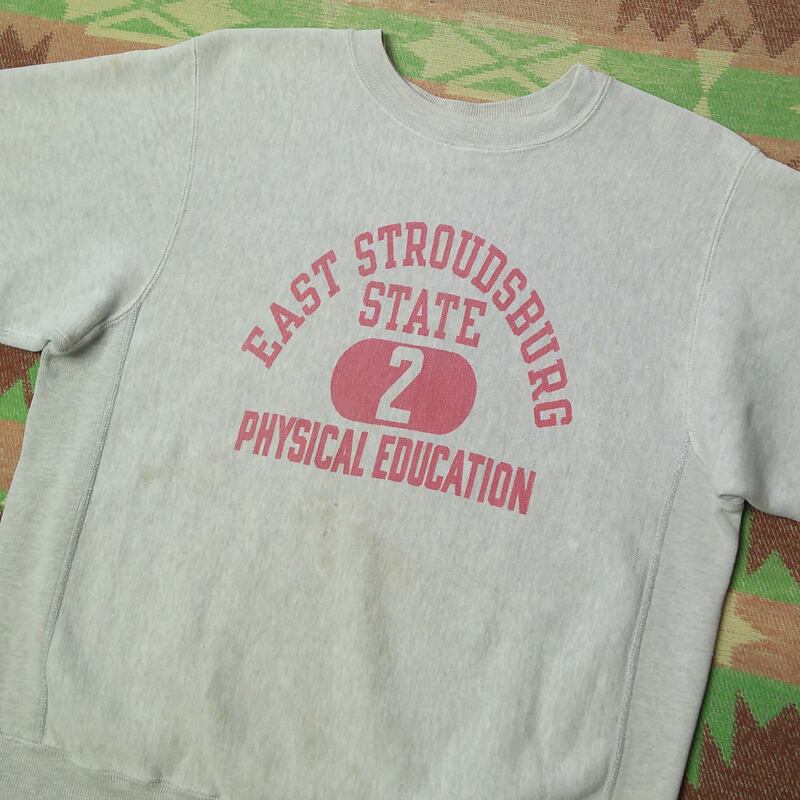 EAST STROUDSBURG
STATE
2
PHYSICAL EDUCATION